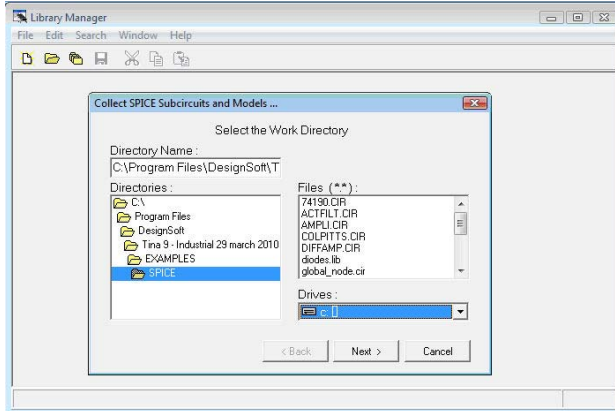 Library Manager
File Edit Search Window Help
Collect SPICE Subcircuits and Models ...
Select the Work Directory
Directory Name :
C:\Program Files\DesignSoft\T
Directories :
C:\
Program Files
DesignSoft
Tina 9 - Industrial 29 march 2010
EXAMPLES
SPICE
Files (*.*) :
74190.CIR
ACTFILT.CIR
AMPLI.CIR
COLPITTS.CIR
DIFFAMP.CIR
diodes.lib
global_node.cir
Drives :
c: []
< Back Next > Cancel